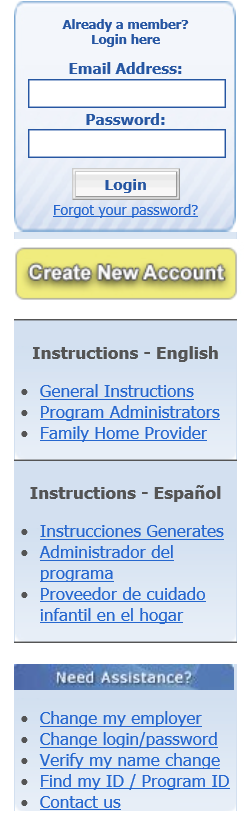 Already a member?
Login here
Email Address:
Password:
Login
Forgot your password?
Create New Account
Instructions - English
General Instructions
Program Administrators
Family Home Provider
Instructions - Español
Instrucciones Generates
Administrador del
programa
Proveedor de cuidado
infantil en el hogar
Need Assistance?
Change my employer
Change login/password
Verify my name change
Find my ID / Program ID
Contact us